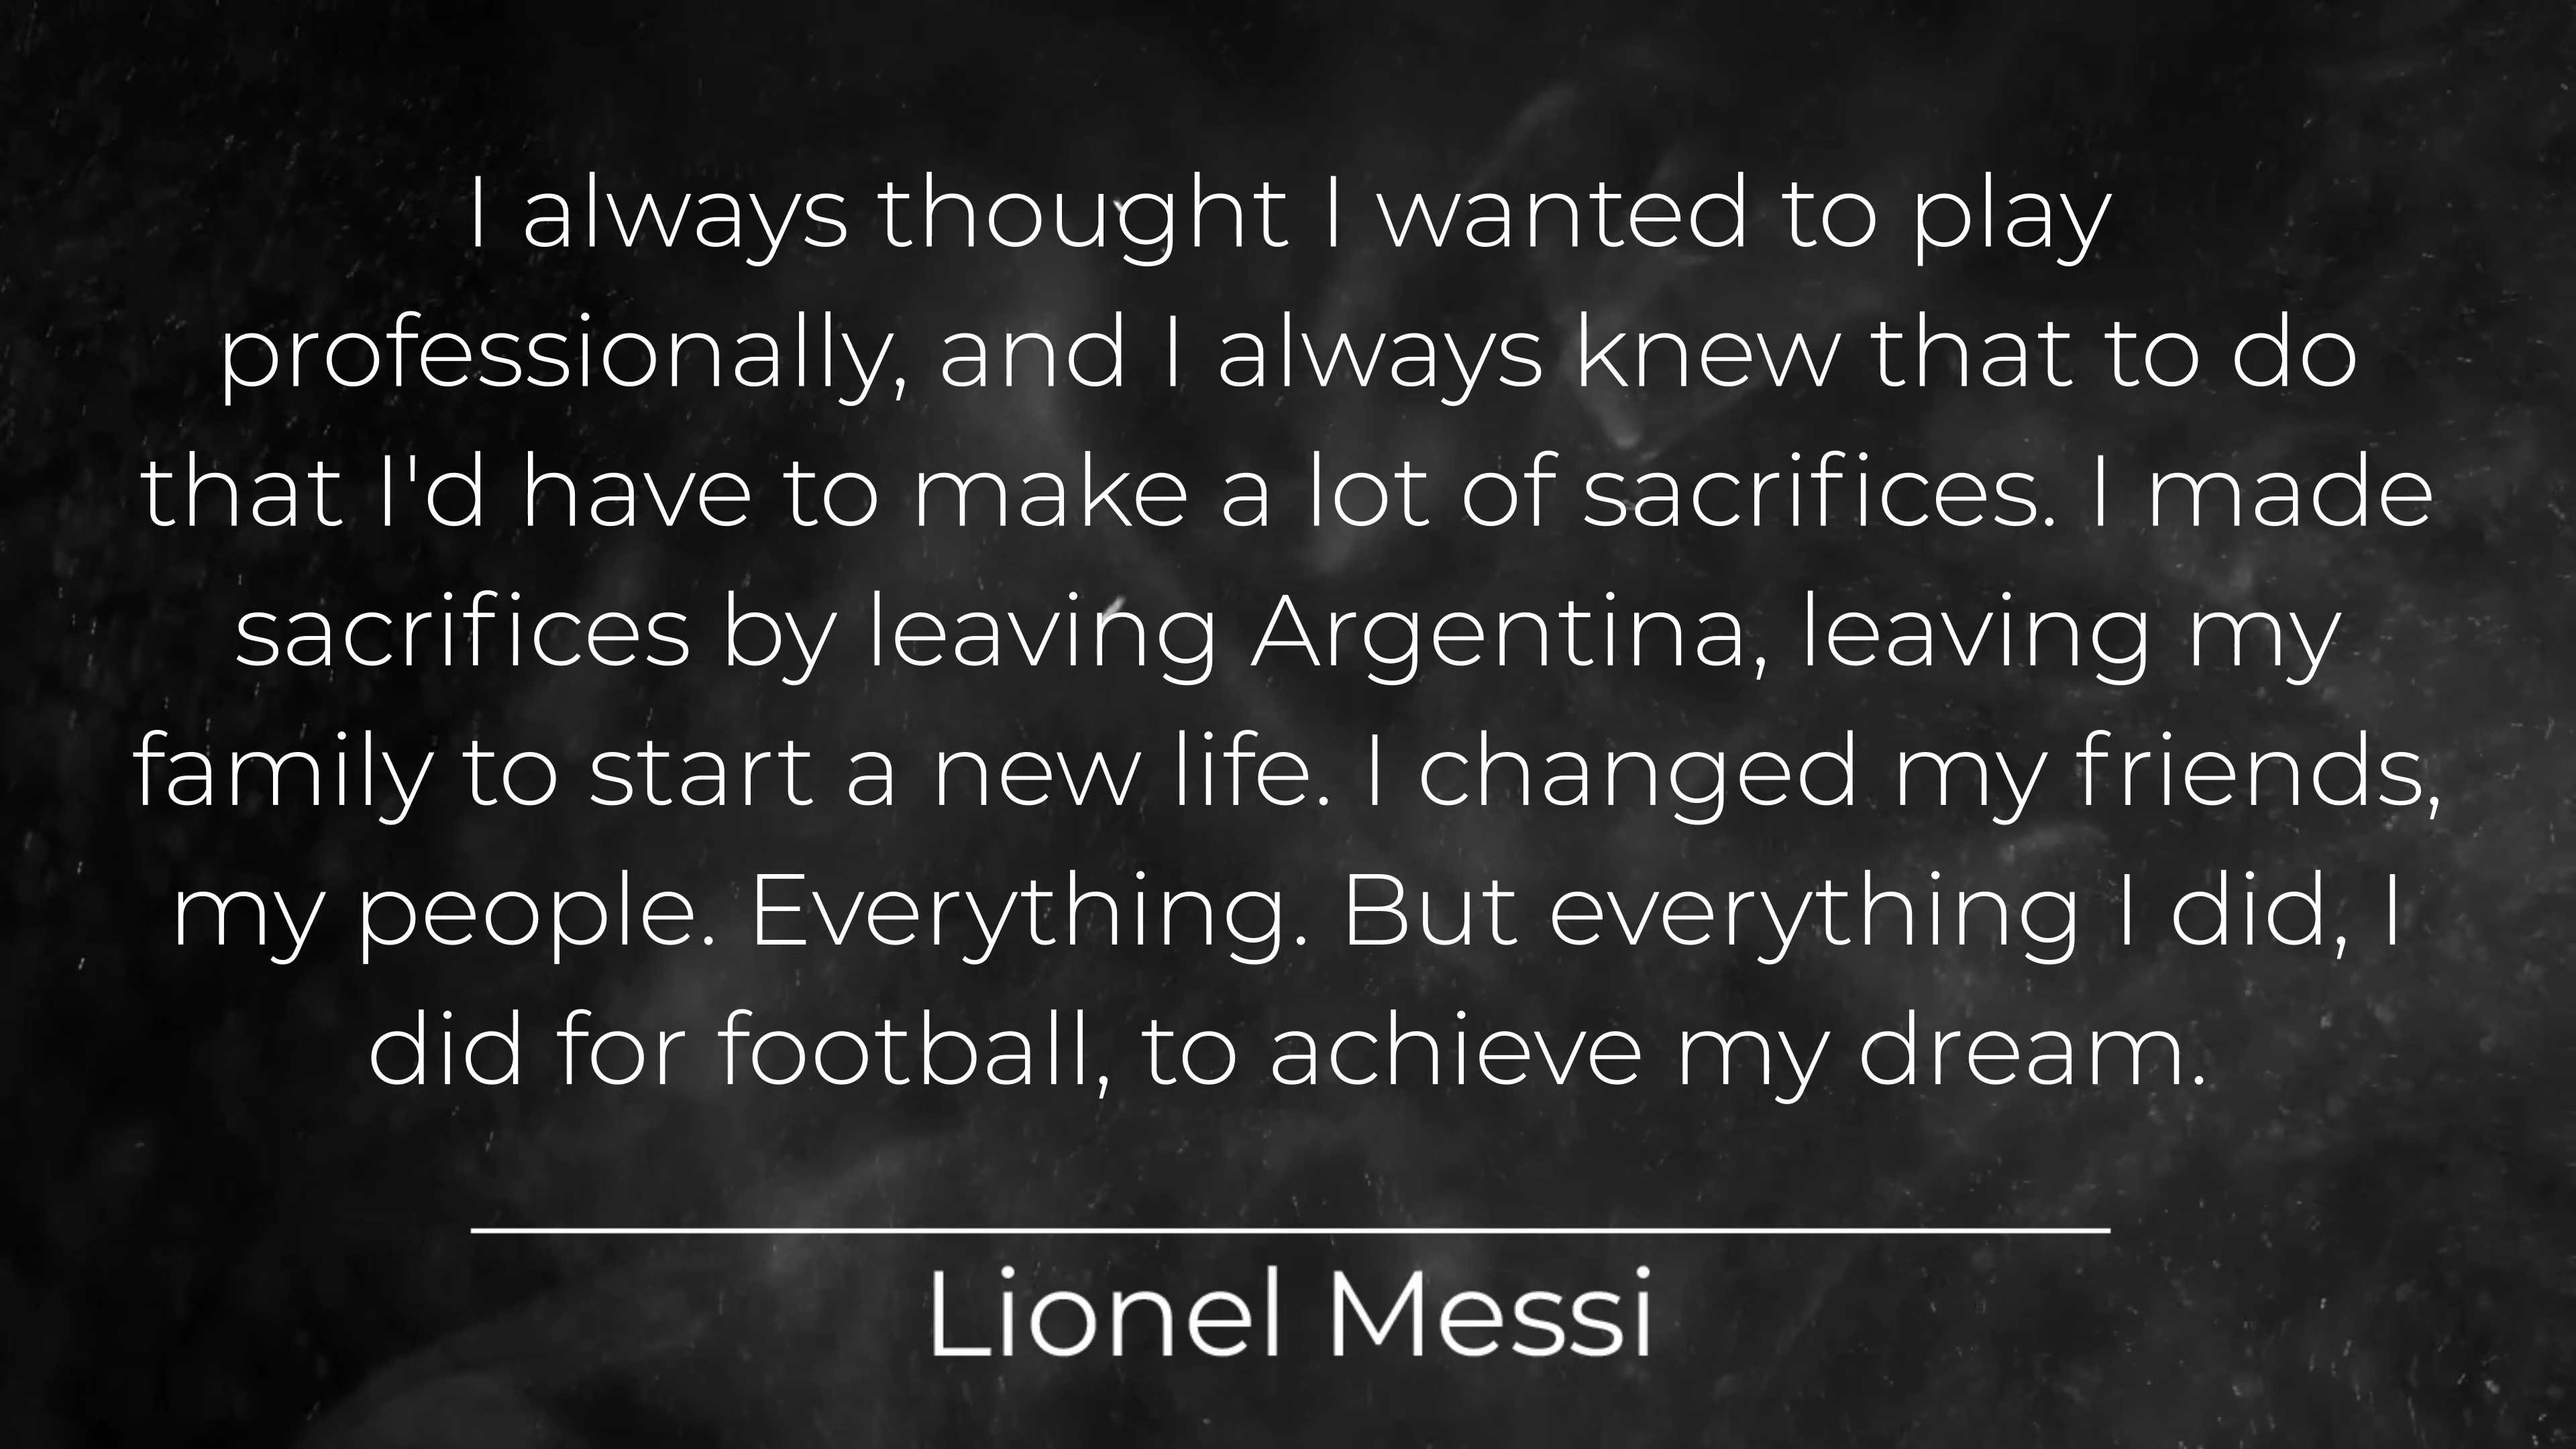 I always thought I wanted to play
professionally, and I always knew that to do
that I'd have to make a lot of sacrifices. I made
sacrifices by leaving Argentina, leaving my
family to start a new life. I changed my friends,
my people. Everything. But everything I did, I
did for football, to achieve my dream.
Lionel Messi